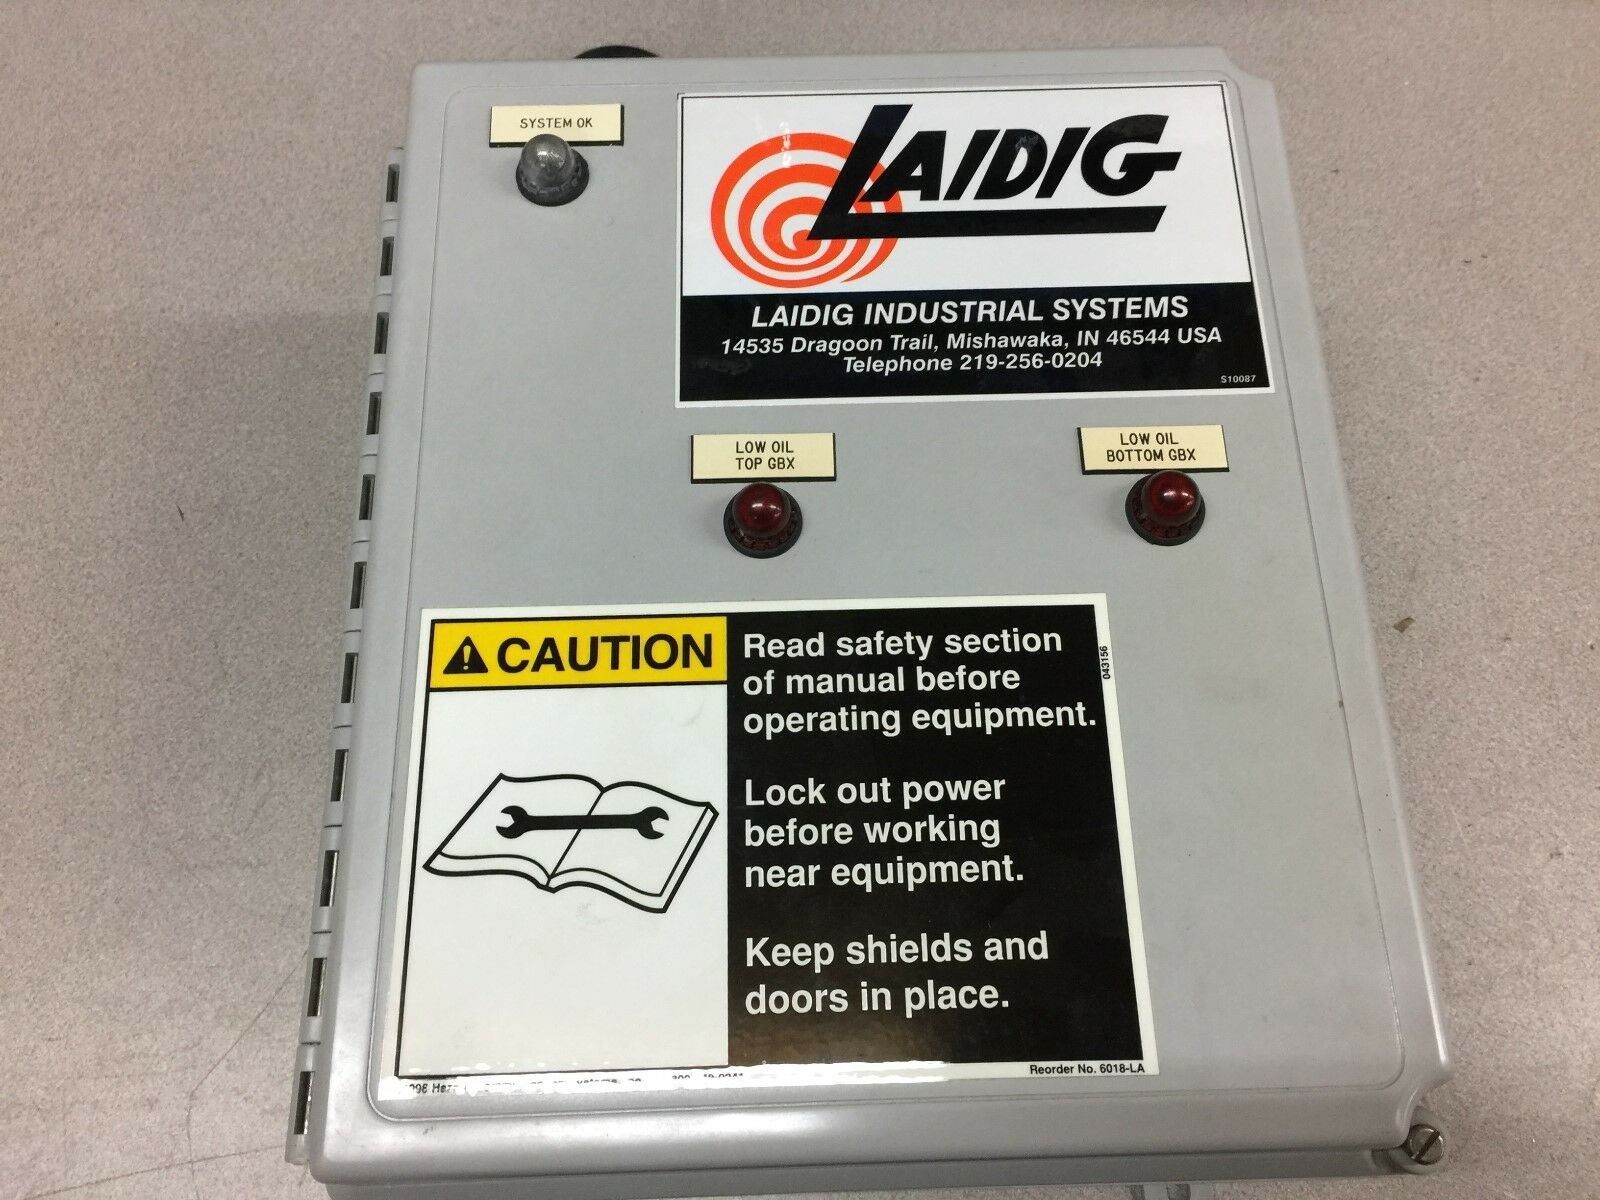 SYSTEM OK
LAIDIG
LAIDIG INDUSTRIAL SYSTEMS
14535 Dragoon Trail, Mishawaka, IN 46544 USA
Telephone 219-256-0204
S10087
LOW OIL
TOP GBX
LOW OIL
BOTTOM GBX
CAUTION
Read safety section
of manual before
operating equipment.
Lock out power
before working
near equipment.
Keep shields and
doors in place.
043156
Reorder No. 6018-LA